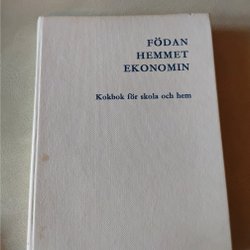 FÖDAN
HEMMET
EKONOMIN
Kokbok för skola och hem